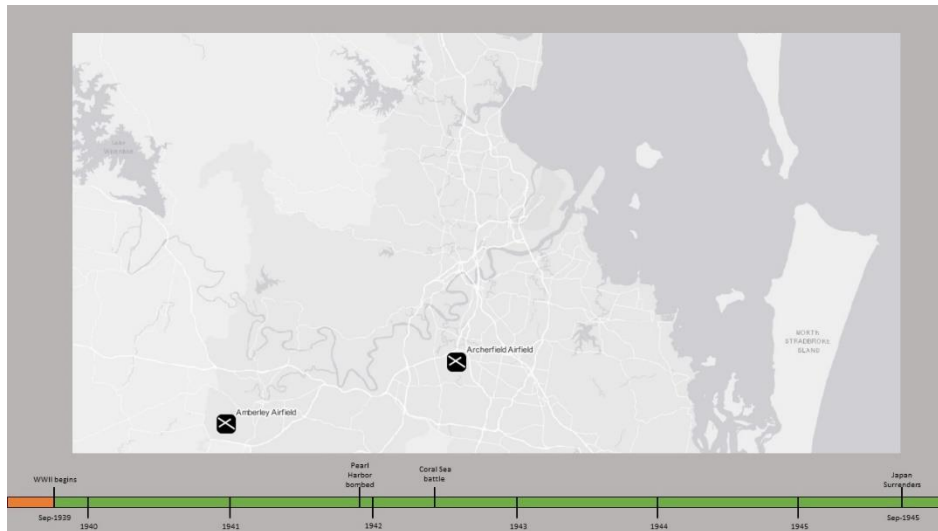 NORTH
STRADBROKE
ISLAND
Archerfield Airfield
Amberley Airfield
WWII begins
Pearl
Harbor
bombed
Coral Sea
battle
Japan
Surrenders
Sep-1939
1940
1941
1942
1943
1944
1945
Sep-1945